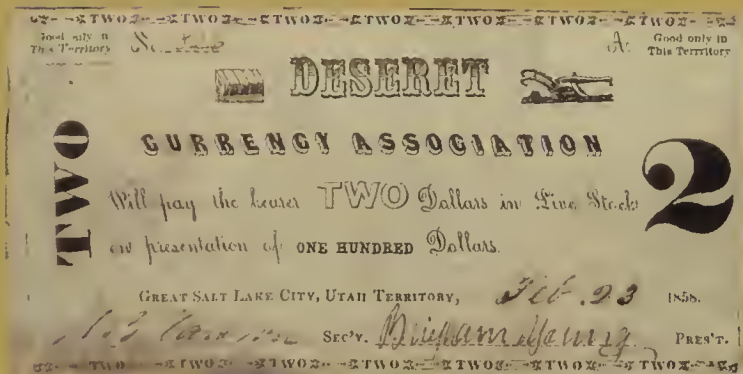 TWO TWO TWO TWO TWO TWO TWO
Good only in This Territory
A
Good only in This Territory
DESERET
CURRENCY ASSOCIATION
TWO
2
Will pay the bearer TWO Dollars in Live Stock
on presentation of ONE HUNDRED Dollars.
GREAT SALT LAKE CITY, UTAH TERRITORY, Feb. 23 1858.
SEC'Y. Brigham Young PRES'T.
TWO TWO TWO TWO TWO TWO TWO